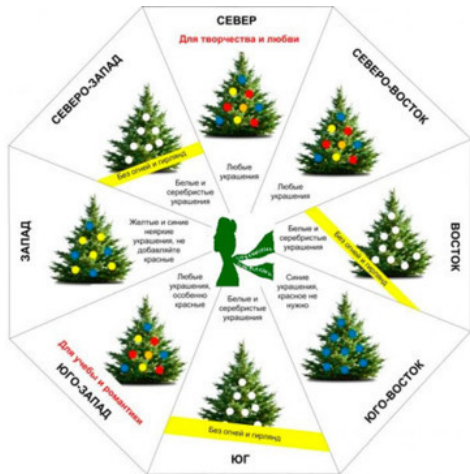 СЕВЕР
Для творчества и любви
Любые
украшения
СЕВЕРО-ВОСТОК
Любые
украшения
ВОСТОК
Без огней и гирлянд
Белые и
серебристые
украшения
ЮГО-ВОСТОК
Синие
украшения,
красное не
нужно
ЮГ
Без огней и гирлянд
Белые и
серебристые
украшения
ЮГО-ЗАПАД
Для учебы и романтики
Любые
украшения,
особенно
красные
ЗАПАД
Желтые и синие
неяркие
украшения, не
добавляйте
красные
СЕВЕРО-ЗАПАД
Без огней и гирлянд
Белые и
серебристые
украшения